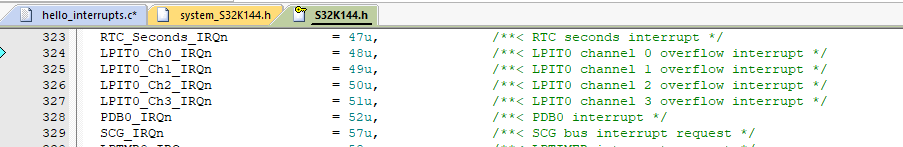 hello_interrupts.c* system_S32K144.h S32K144.h
323 RTC_Seconds_IRQn = 47u, /**< RTC seconds interrupt */
324 LPIT0_Ch0_IRQn = 48u, /**< LPIT0 channel 0 overflow interrupt */
325 LPIT0_Ch1_IRQn = 49u, /**< LPIT0 channel 1 overflow interrupt */
326 LPIT0_Ch2_IRQn = 50u, /**< LPIT0 channel 2 overflow interrupt */
327 LPIT0_Ch3_IRQn = 51u, /**< LPIT0 channel 3 overflow interrupt */
328 PDB0_IRQn = 52u, /**< PDB0 interrupt */
329 SCG_IRQn = 57u, /**< SCG bus interrupt request */